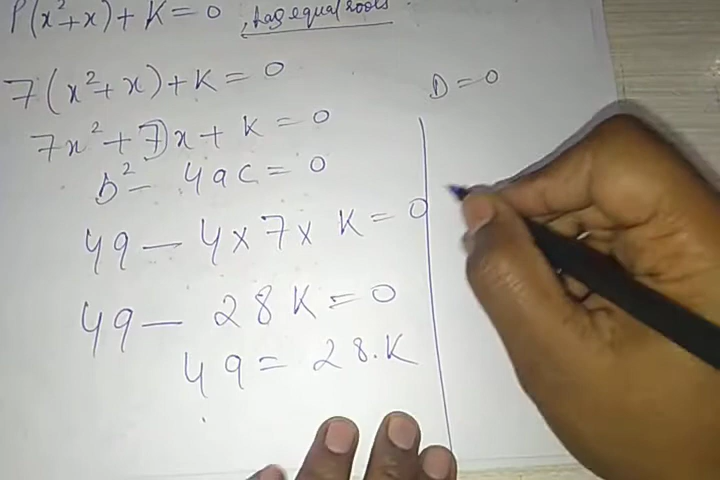 P(x²+x)+K=0, has equal roots.
7(x²+x)+K=0
D=0
7x²+7x+K=0
b²-4ac=0
49-4×7×K=0
49-28K=0
49=28.K